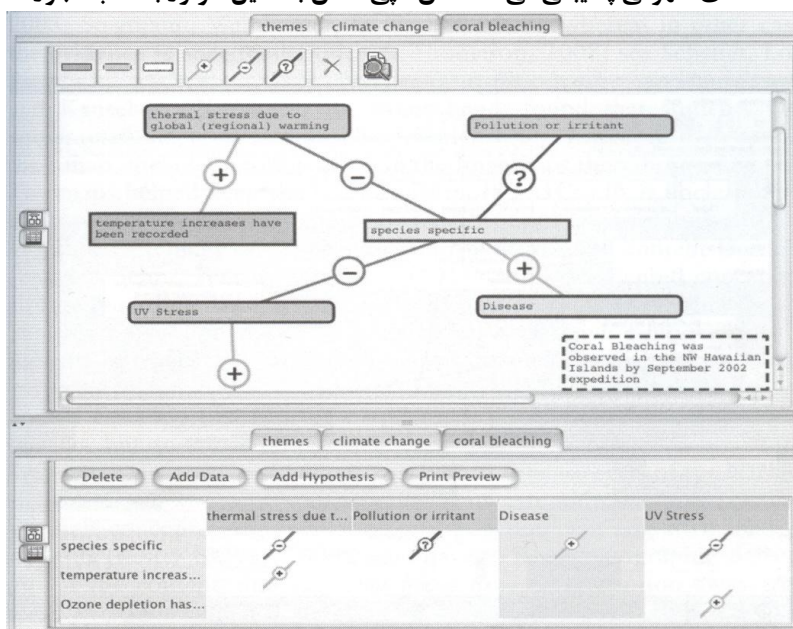 themes climate change coral bleaching
thermal stress due to
global (regional) warming
Pollution or irritant
temperature increases have
been recorded
species specific
UV Stress
Disease
Coral Bleaching was
observed in the NW Hawaiian
Islands by September 2002
expedition
themes climate change coral bleaching
Delete Add Data Add Hypothesis Print Preview
thermal stress due t... Pollution or irritant Disease UV Stress
species specific
temperature increas...
Ozone depletion has...